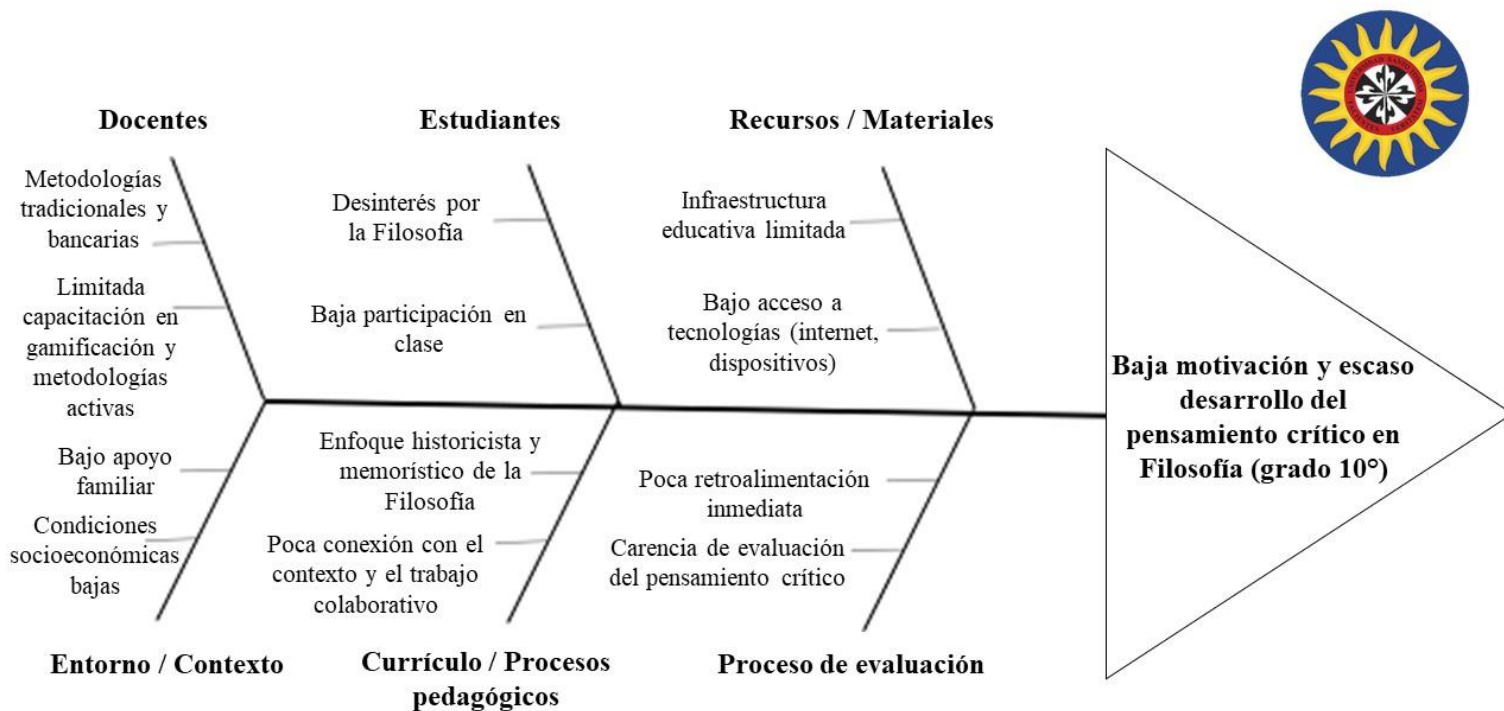 Docentes
Estudiantes
Recursos / Materiales
Metodologías
tradicionales y
bancarias
Limitada
capacitación en
gamificación y
metodologías
activas
Desinterés por
la Filosofía
Baja participación en
clase
Infraestructura
educativa limitada
Bajo acceso a
tecnologías (internet,
dispositivos)
Baja motivación y escaso
desarrollo del
pensamiento crítico en
Filosofía (grado 10°)
Bajo apoyo
familiar
Condiciones
socioeconómicas
bajas
Enfoque historicista y
memorístico de la
Filosofía
Poca conexión con el
contexto y el trabajo
colaborativo
Poca retroalimentación
inmediata
Carencia de evaluación
del pensamiento crítico
Entorno / Contexto
Currículo / Procesos
pedagógicos
Proceso de evaluación
UNIVERSIDAD SANTO TOMAS